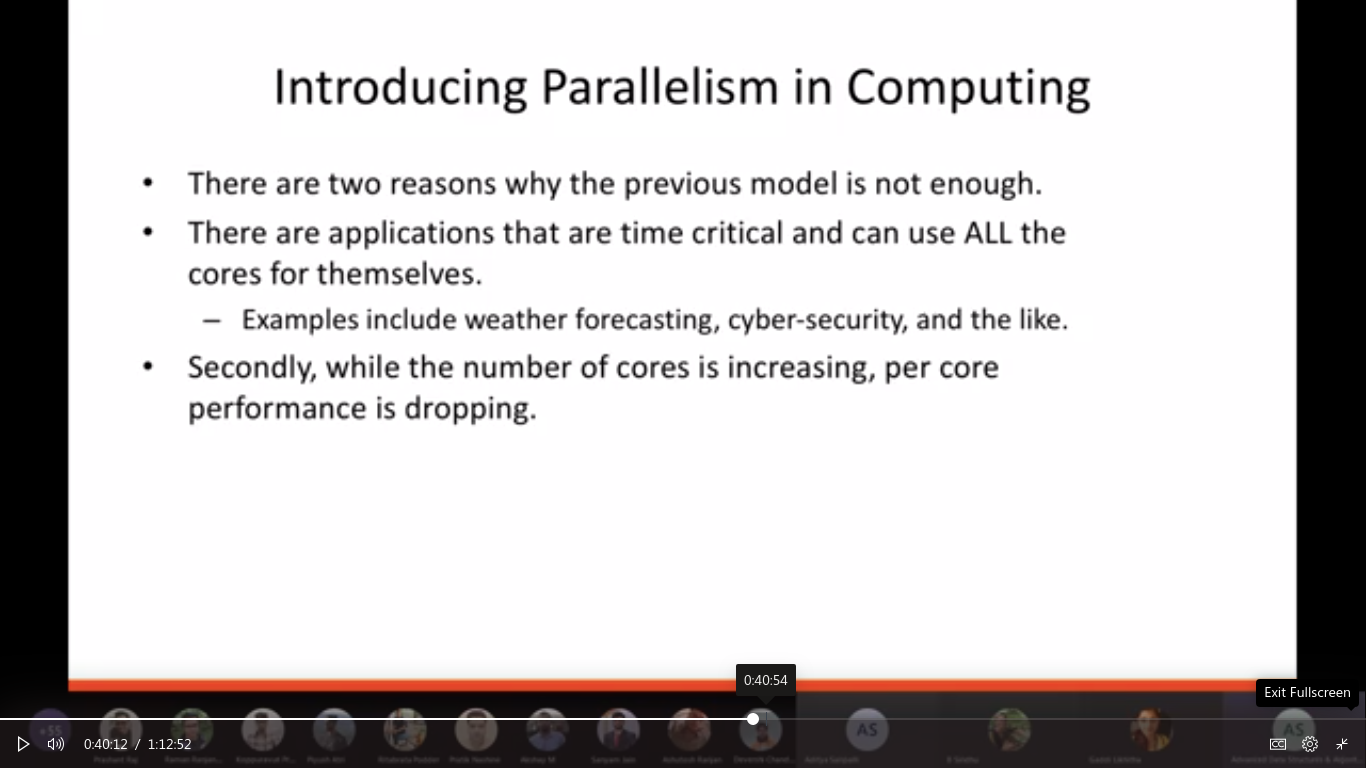 Introducing Parallelism in Computing
• There are two reasons why the previous model is not enough.
• There are applications that are time critical and can use ALL the
cores for themselves.
– Examples include weather forecasting, cyber-security, and the like.
• Secondly, while the number of cores is increasing, per core
performance is dropping.
0:40:54
Exit Fullscreen
+55
AS
AS
0:40:12 / 1:12:52
CC